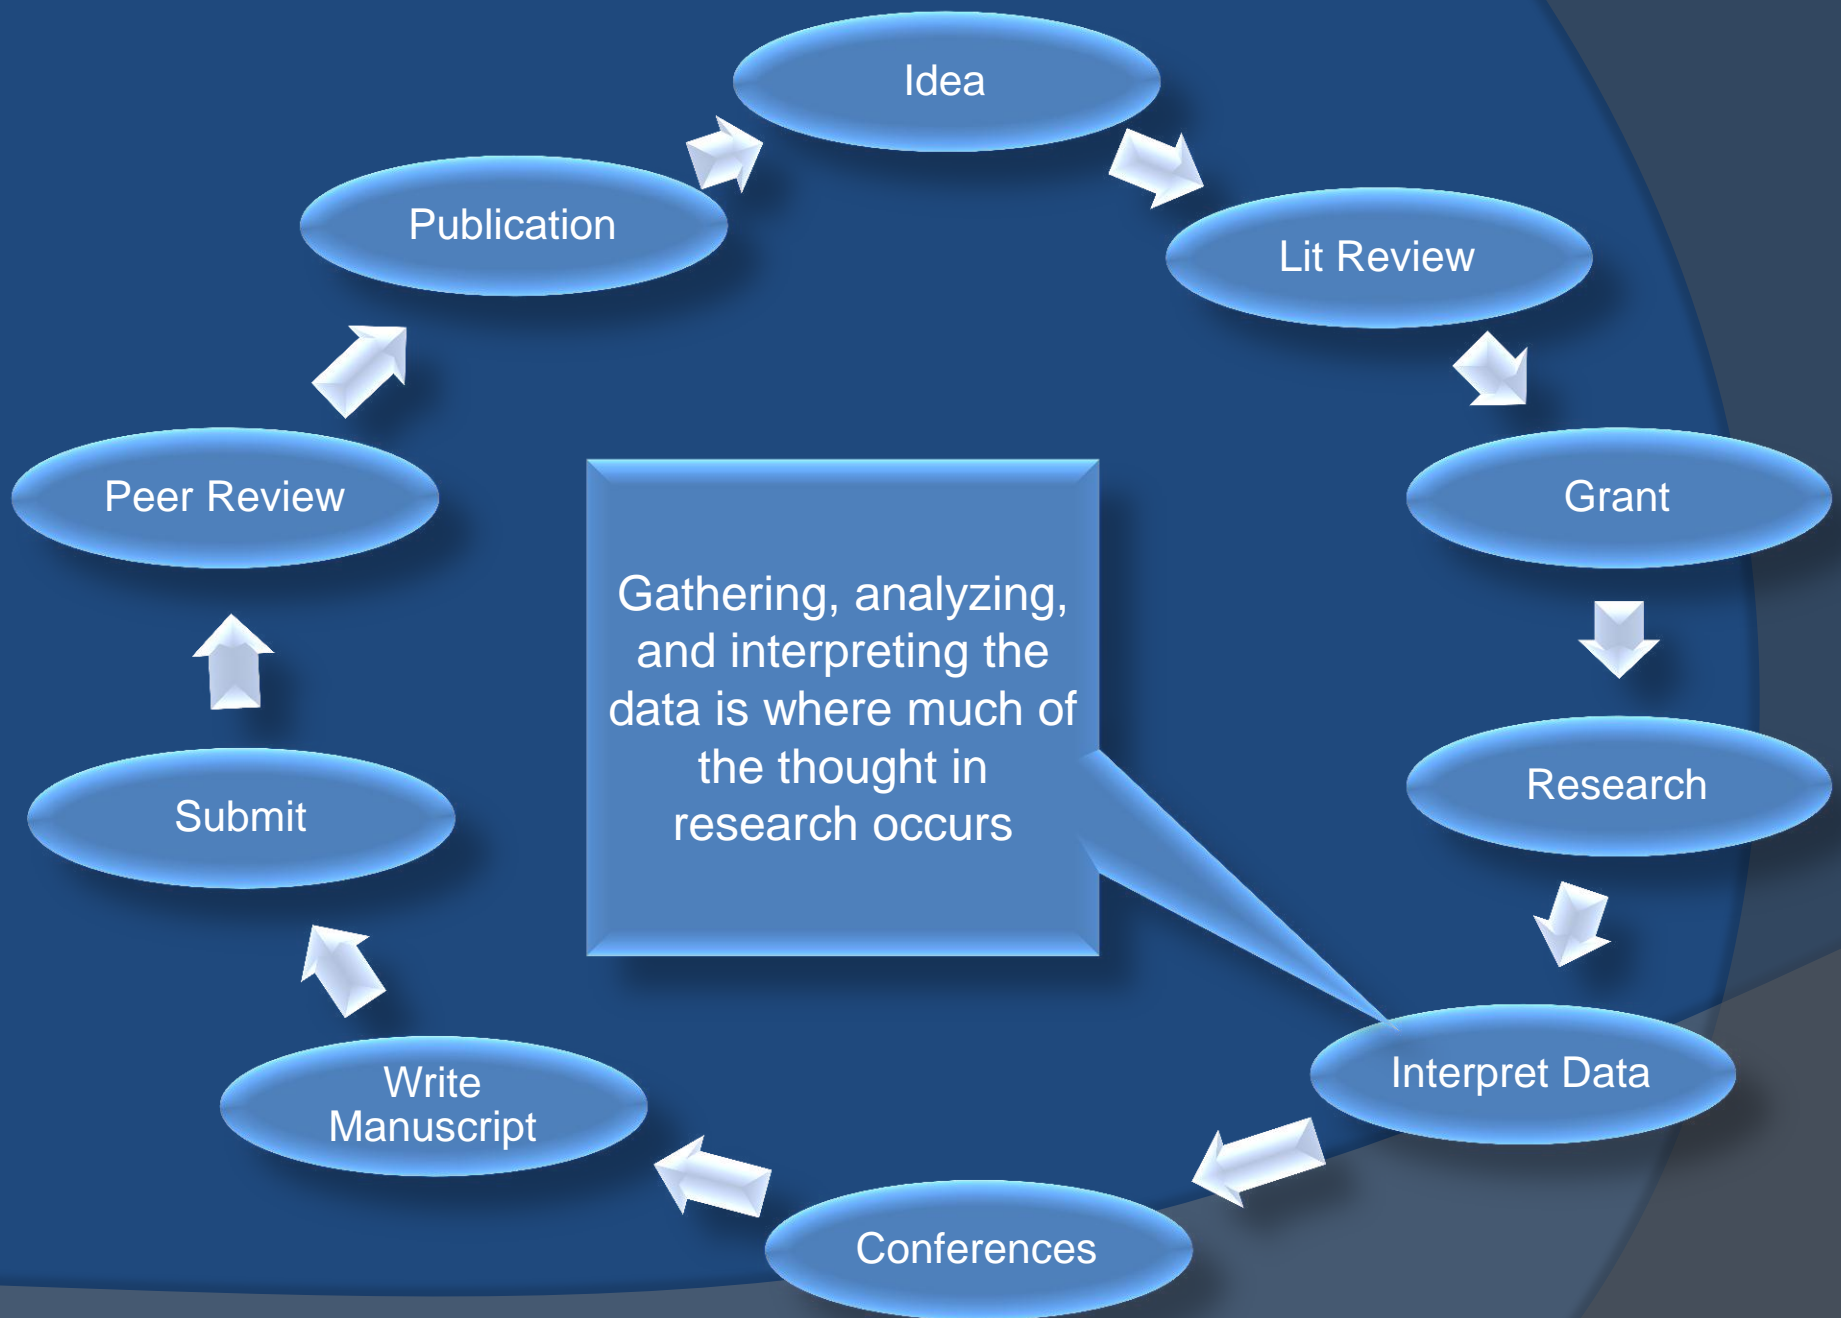 Idea
Publication
Lit Review
Peer Review
Grant
Gathering, analyzing,
and interpreting the
data is where much of
the thought in
research occurs
Research
Submit
Interpret Data
Write
Manuscript
Conferences